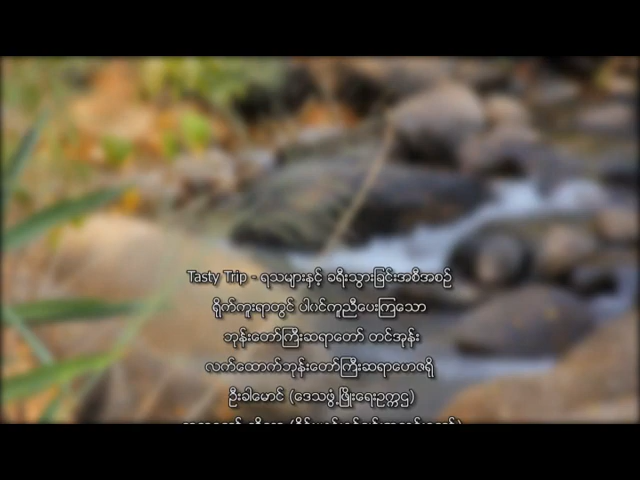 Tasty Trip - ရသများနှင့် ခရီးသွားခြင်းအစီအစဉ်
ရိုက်ကူးရာတွင် ပါဝင်ကူညီပေးကြသော
ဘုန်းတော်ကြီးဆရာတော် တင်အုန်း
လက်ထောက်ဘုန်းတော်ကြီးဆရာဟေဇရှိ
ဦးခါမောင် (ဒေသဖွံ့ဖြိုးရေးဥက္ကဌ)